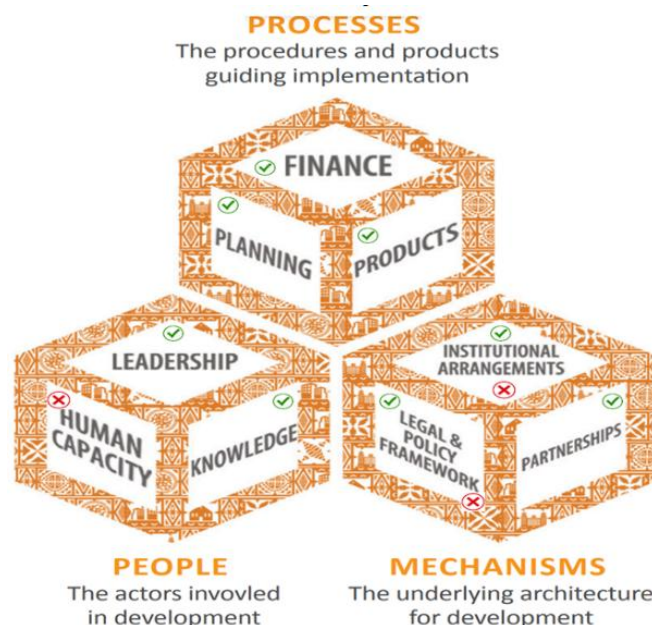 PROCESSES
The procedures and products
guiding implementation
FINANCE
PLANNING
PRODUCTS
LEADERSHIP
HUMAN
CAPACITY
KNOWLEDGE
INSTITUTIONAL
ARRANGEMENTS
LEGAL &
POLICY
FRAMEWORK
PARTNERSHIPS
PEOPLE
The actors invovled
in development
MECHANISMS
The underlying architecture
for development